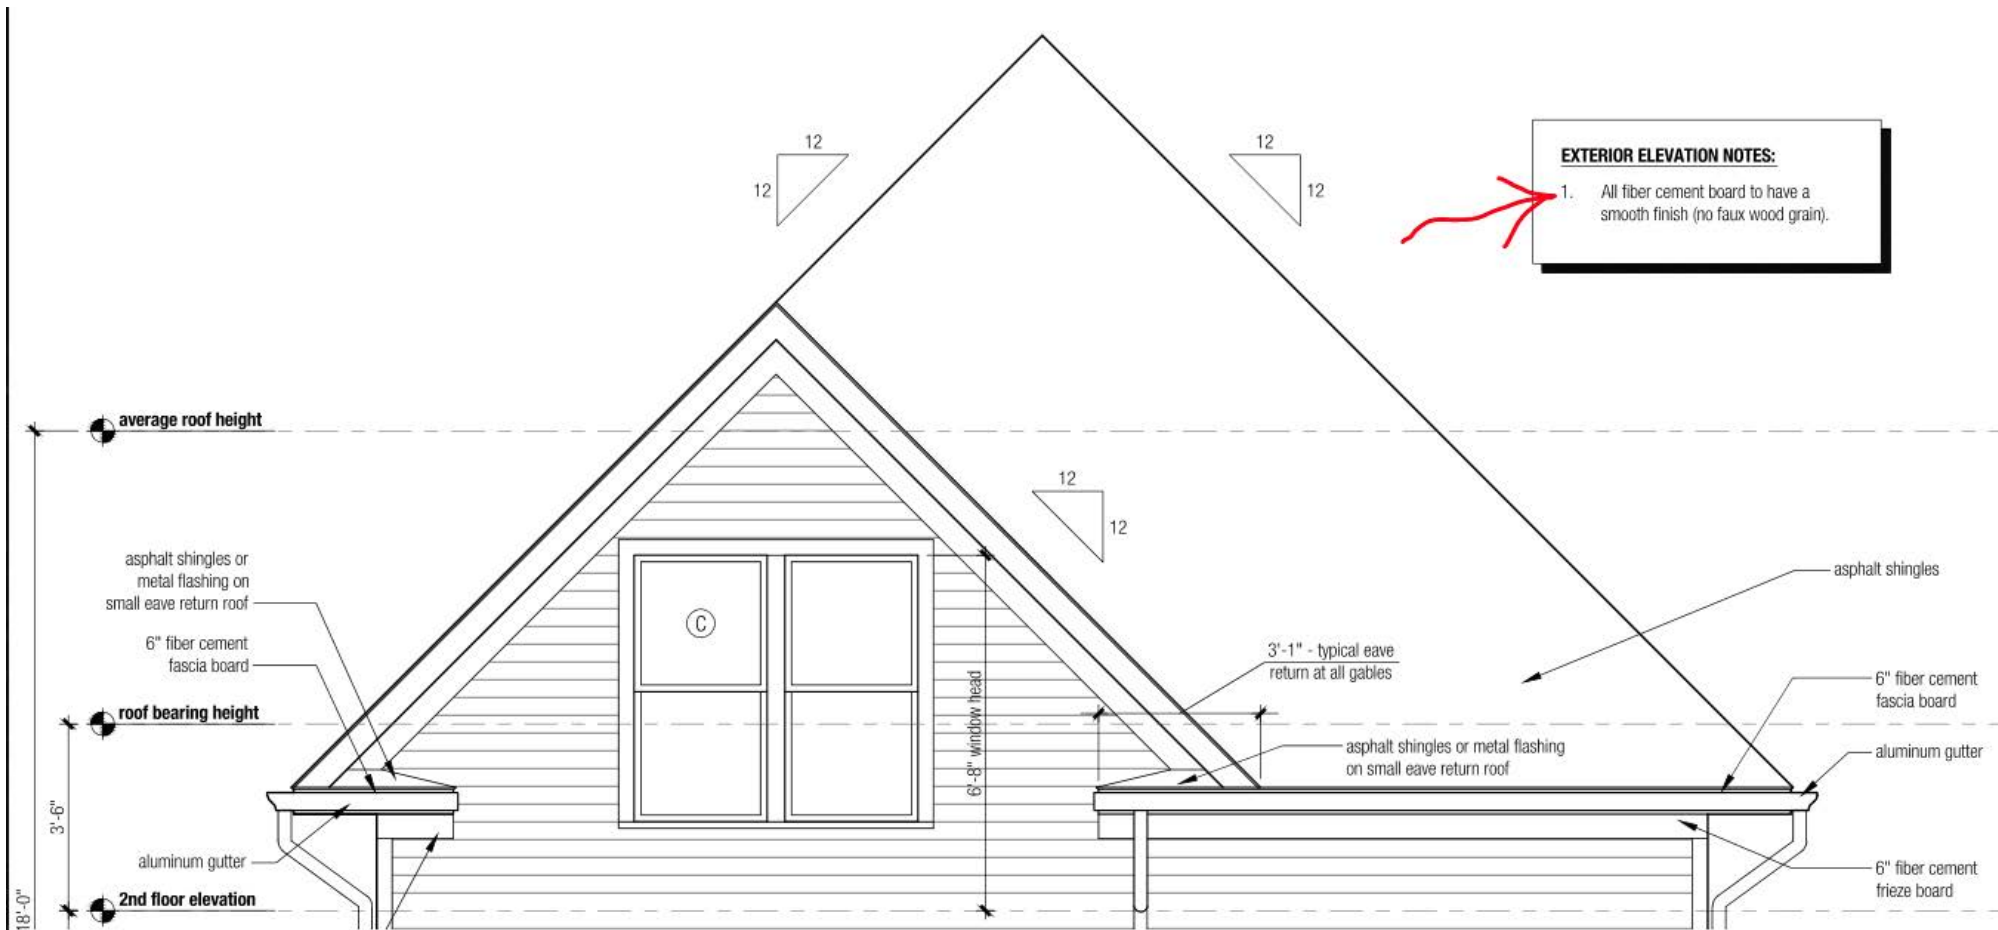 12
12
12
12
EXTERIOR ELEVATION NOTES:
1. All fiber cement board to have a
smooth finish (no faux wood grain).
average roof height
12
12
asphalt shingles or
metal flashing on
small eave return roof
6" fiber cement
fascia board
C
asphalt shingles
3'-1" - typical eave
return at all gables
6" fiber cement
fascia board
roof bearing height
6'-8" window head
asphalt shingles or metal flashing
on small eave return roof
aluminum gutter
3'-6"
aluminum gutter
6" fiber cement
frieze board
2nd floor elevation
18'-0"